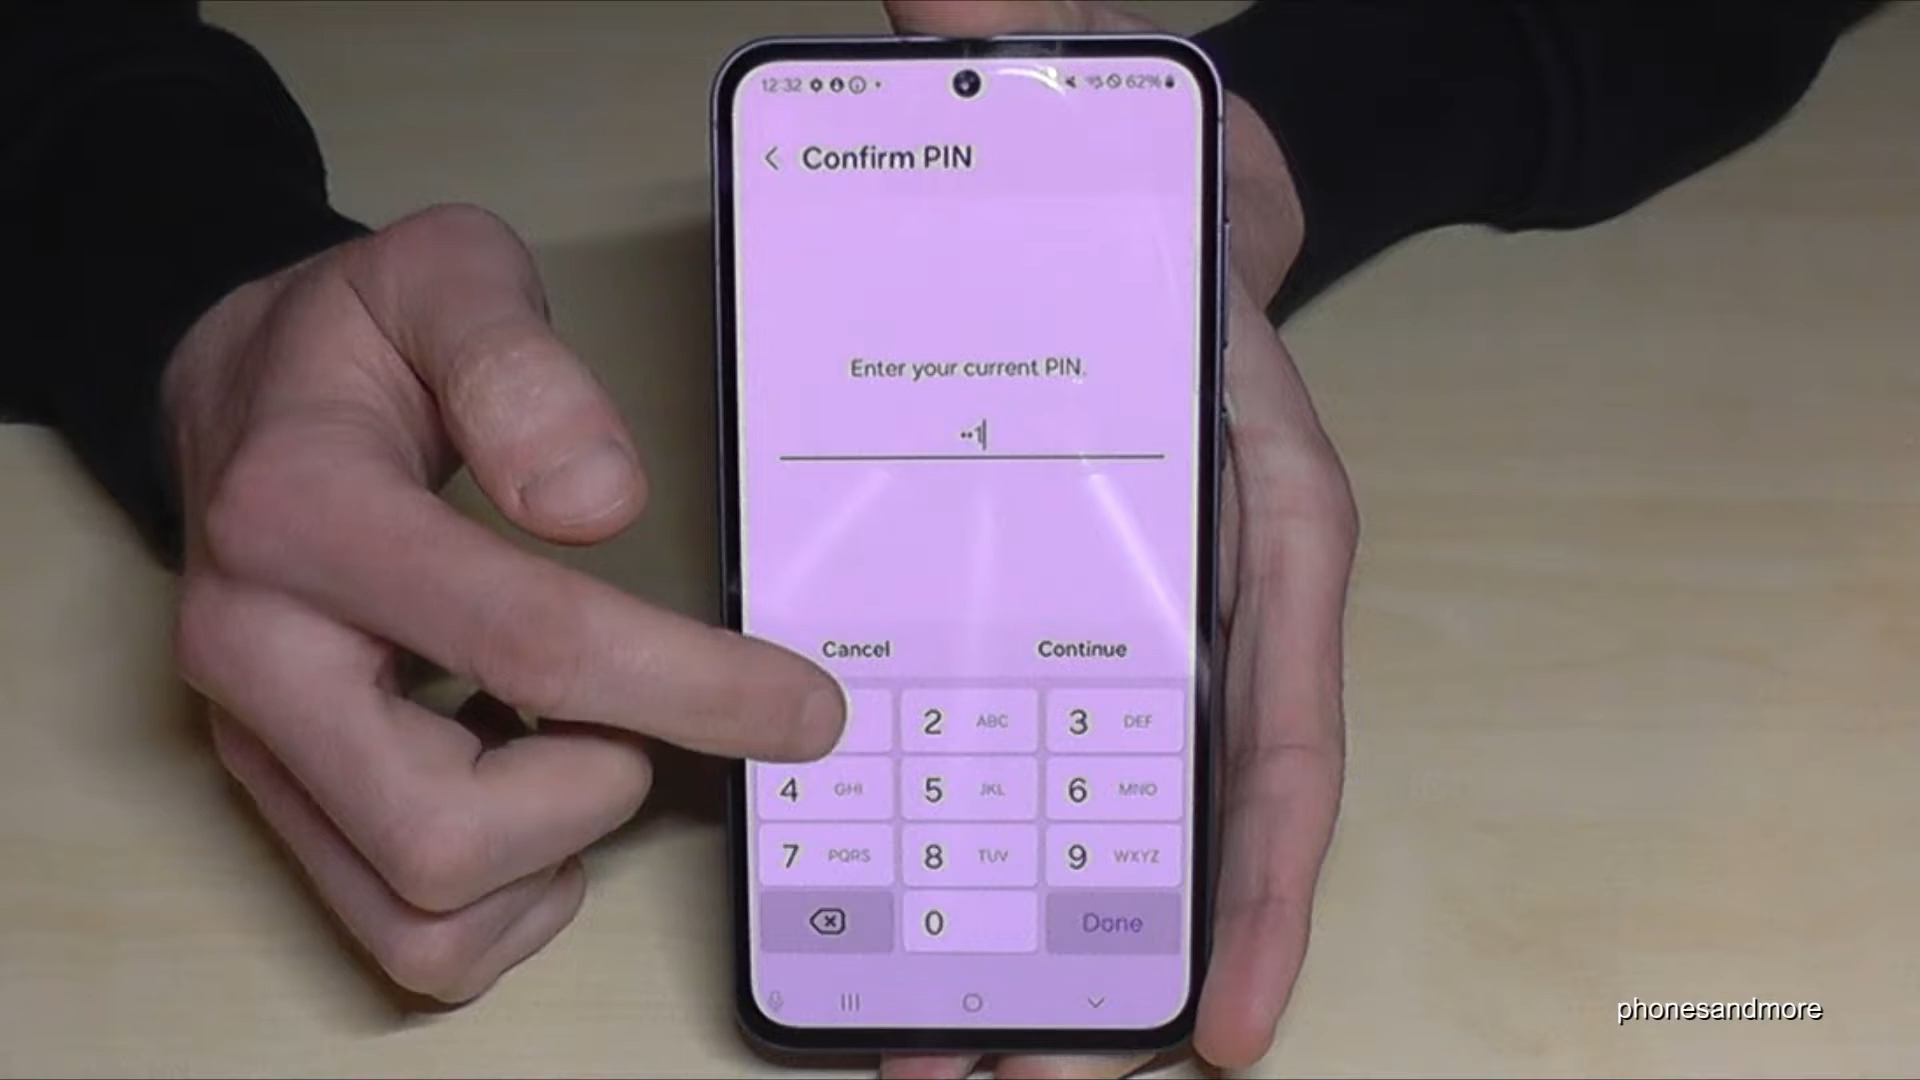 12:32 62%
Confirm PIN
Enter your current PIN.
••1
Cancel Continue
2 ABC 3 DEF
4 GHI 5 JKL 6 MNO
7 PQRS 8 TUV 9 WXYZ
0 Done
phonesandmore